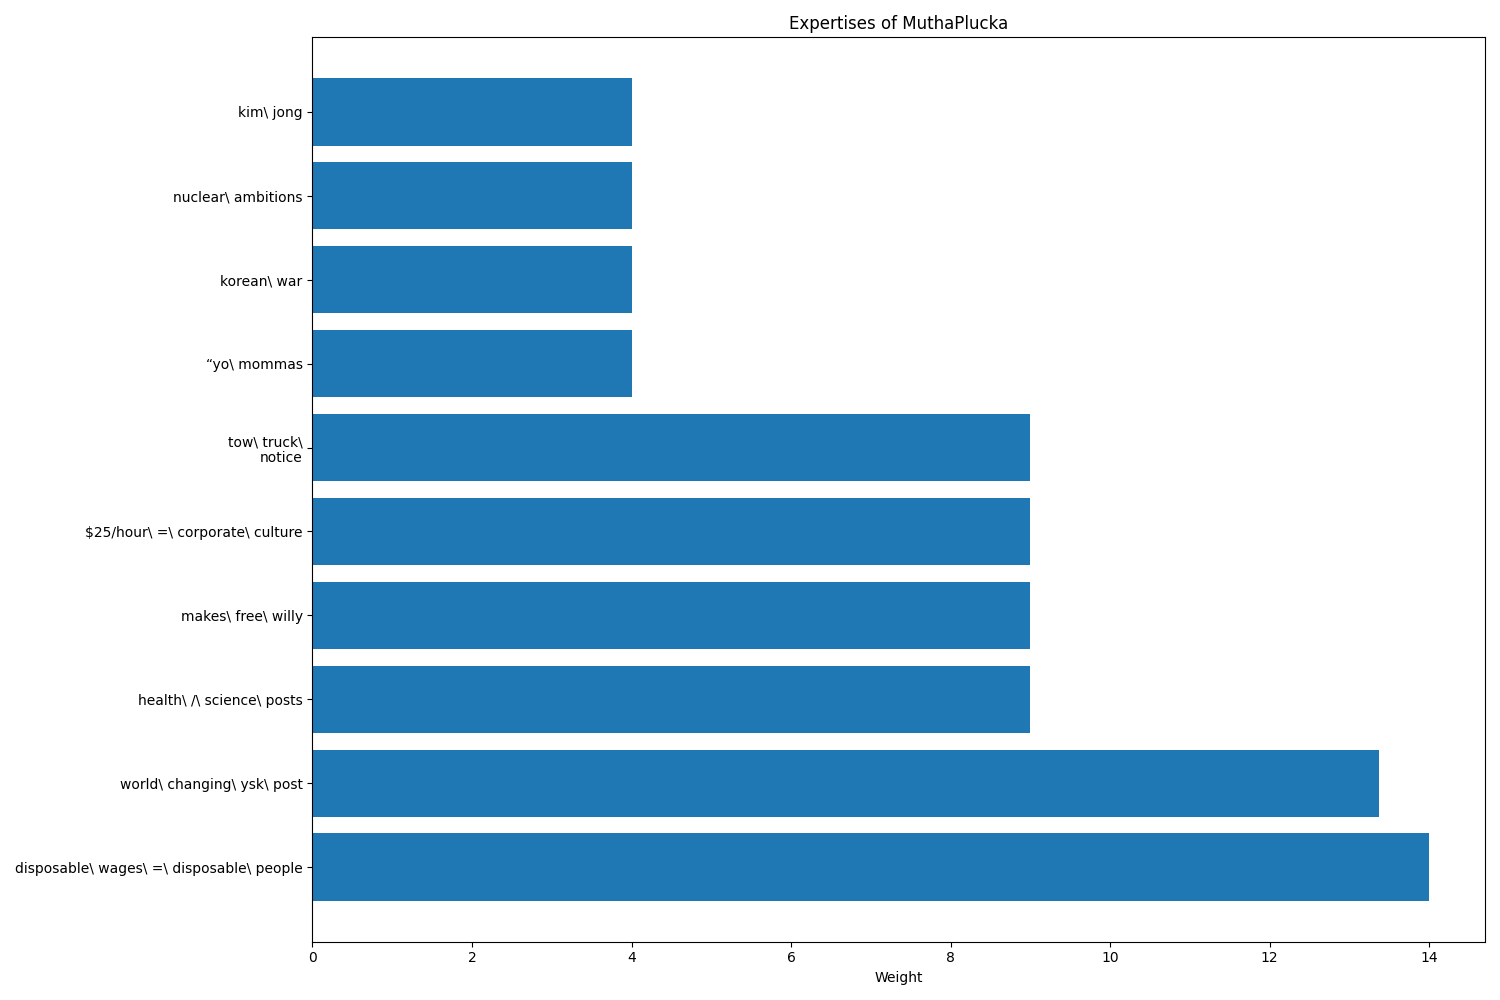 Expertises of MuthaPlucka
kim\ jong
nuclear\ ambitions
korean\ war
“yo\ mommas
tow\ truck\
notice
$25/hour\ =\ corporate\ culture
makes\ free\ willy
health\ /\ science\ posts
world\ changing\ ysk\ post
disposable\ wages\ =\ disposable\ people
0 2 4 6 8 10 12 14
Weight